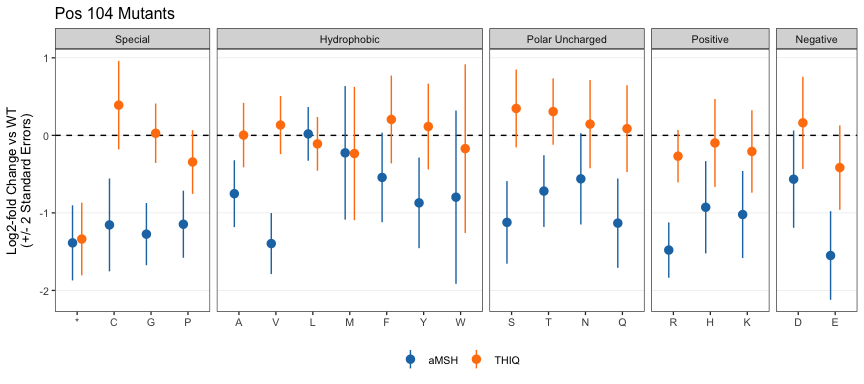 Pos 104 Mutants
Special Hydrophobic Polar Uncharged Positive Negative
Log2-fold Change vs WT
(+/- 2 Standard Errors)
1
0
-1
-2
* C G P A V L M F Y W S T N Q R H K D E
aMSH THIQ